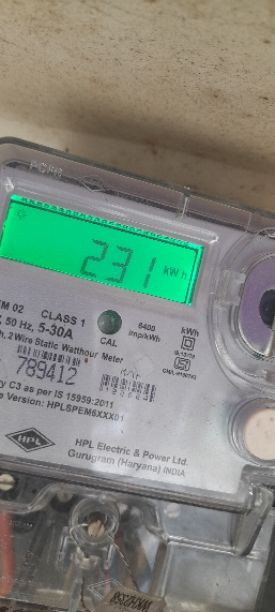 231 kWh
EM 02 CLASS 1
, 50 Hz, 5-30A
CAL
6400
imp/kWh
kWh
h, 2 Wire Static Watthour Meter
789412
y C3 as per IS 15959:2011
e Version: HPLSPEM6XXX01
HPL
HPL Electric & Power Ltd.
Gurugram (Haryana) INDIA